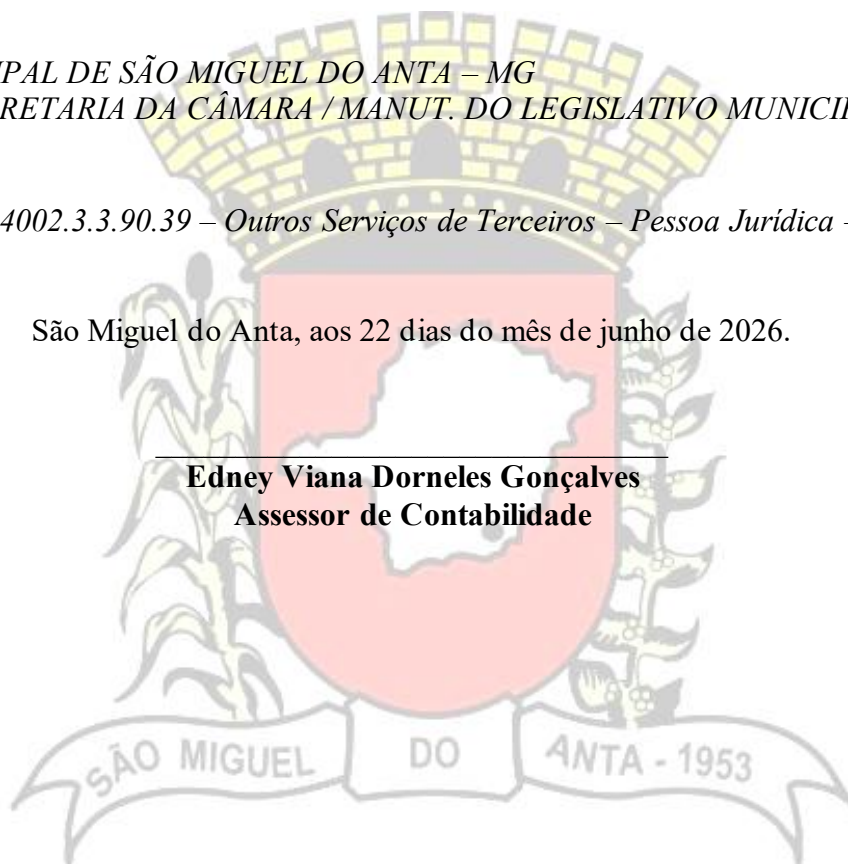 IPAL DE SÃO MIGUEL DO ANTA – MG
RETARIA DA CÂMARA / MANUT. DO LEGISLATIVO MUNICI
4002.3.3.90.39 – Outros Serviços de Terceiros – Pessoa Jurídica –
São Miguel do Anta, aos 22 dias do mês de junho de 2026.
Edney Viana Dorneles Gonçalves
Assessor de Contabilidade
SÃO MIGUEL DO ANTA - 1953